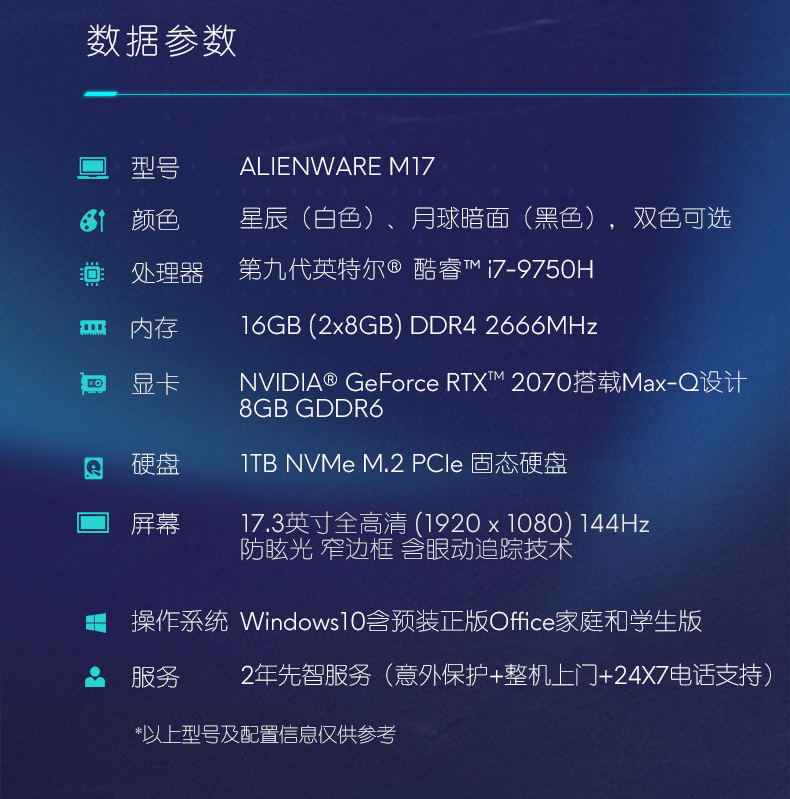 数据参数
型号 ALIENWARE M17
颜色 星辰（白色）、月球暗面（黑色），双色可选
处理器 第九代英特尔® 酷睿™ i7-9750H
内存 16GB (2x8GB) DDR4 2666MHz
显卡 NVIDIA® GeForce RTX™ 2070搭载Max-Q设计
8GB GDDR6
硬盘 1TB NVMe M.2 PCIe 固态硬盘
屏幕 17.3英寸全高清 (1920 x 1080) 144Hz
防眩光 窄边框 含眼动追踪技术
操作系统 Windows10含预装正版Office家庭和学生版
服务 2年先智服务（意外保护+整机上门+24X7电话支持）
*以上型号及配置信息仅供参考